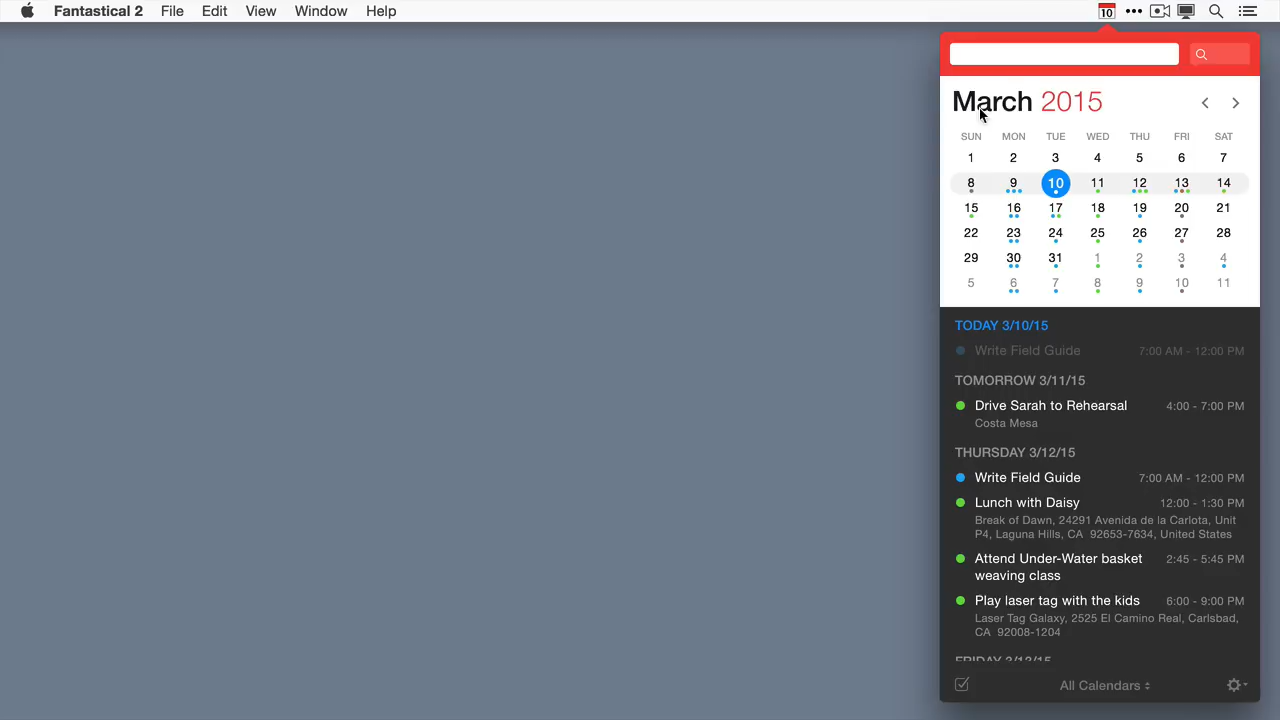 Fantastical 2 File Edit View Window Help 10
March 2015
SUN MON TUE WED THU FRI SAT
1 2 3 4 5 6 7
8 9 10 11 12 13 14
15 16 17 18 19 20 21
22 23 24 25 26 27 28
29 30 31 1 2 3 4
5 6 7 8 9 10 11
TODAY 3/10/15
Write Field Guide 7:00 AM - 12:00 PM
TOMORROW 3/11/15
Drive Sarah to Rehearsal 4:00 - 7:00 PM
Costa Mesa
THURSDAY 3/12/15
Write Field Guide 7:00 AM - 12:00 PM
Lunch with Daisy 12:00 - 1:30 PM
Break of Dawn, 24291 Avenida de la Carlota, Unit
P4, Laguna Hills, CA 92653-7634, United States
Attend Under-Water basket 2:45 - 5:45 PM
weaving class
Play laser tag with the kids 6:00 - 9:00 PM
Laser Tag Galaxy, 2525 El Camino Real, Carlsbad,
CA 92008-1204
FRIDAY 3/13/15
All Calendars